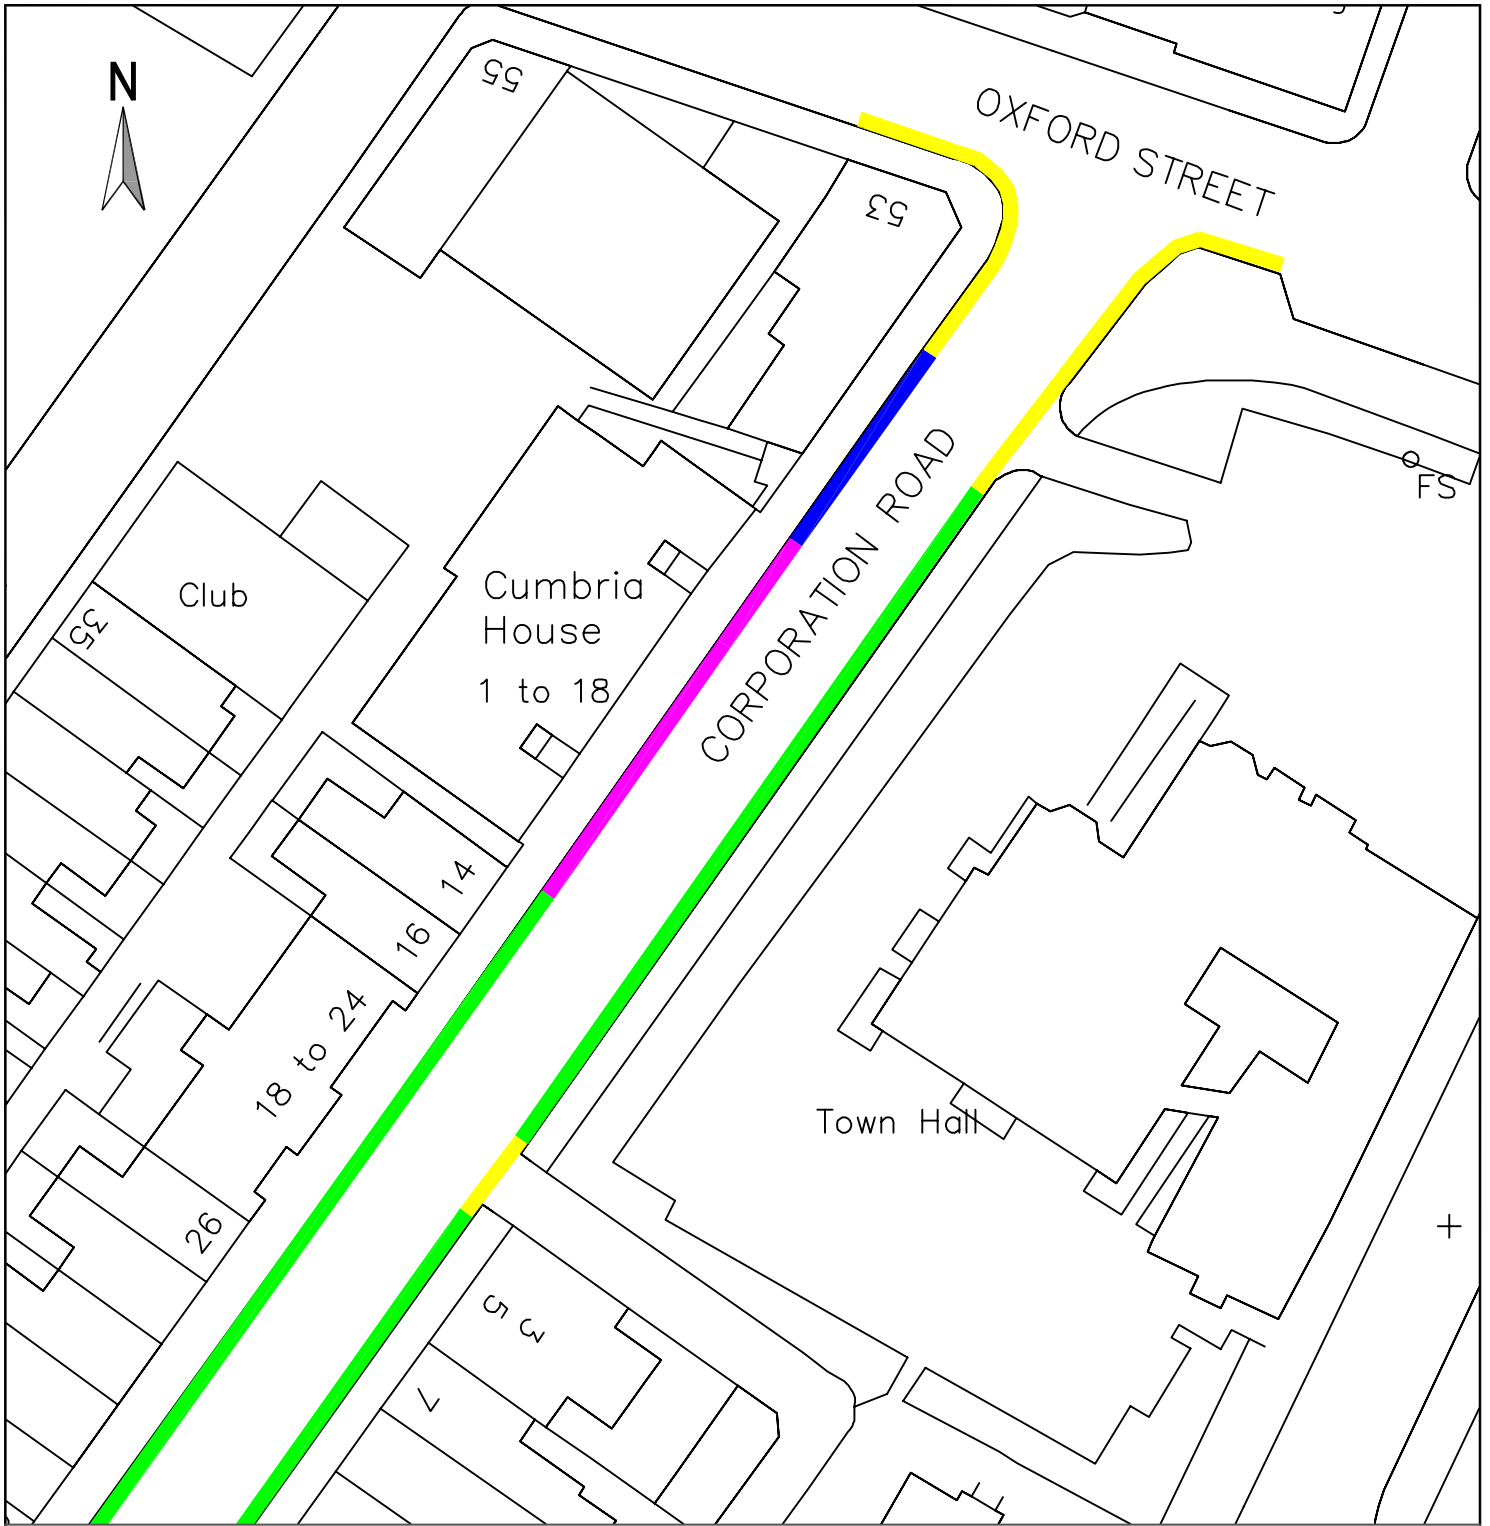 N
55
OXFORD STREET
53
FS
CORPORATION ROAD
Club
35
Cumbria
House
1 to 18
14
16
18 to 24
26
Town Hall
5
3
7